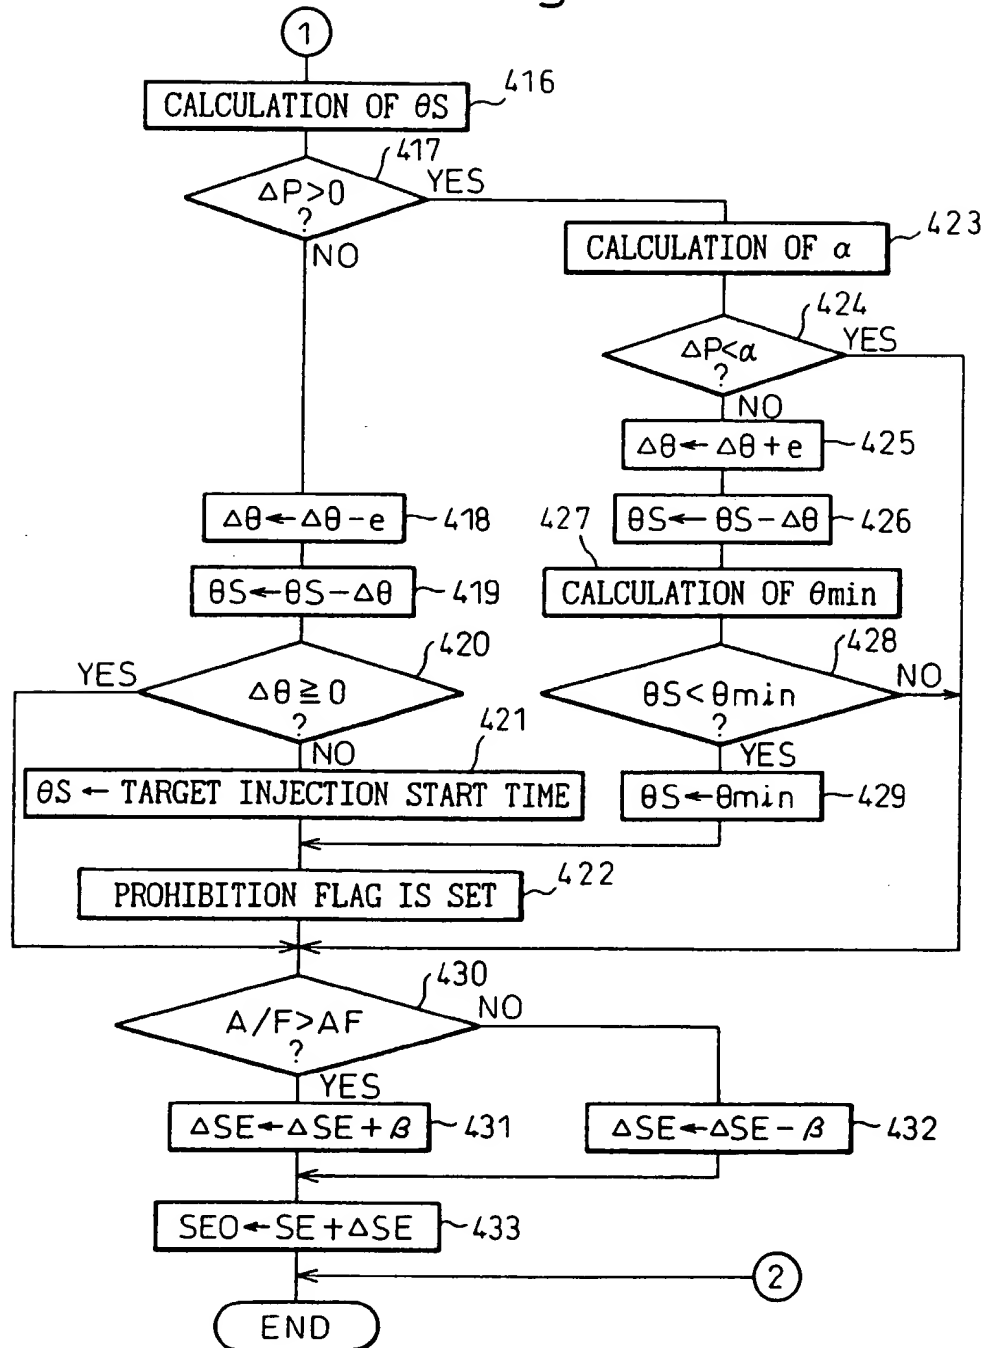 1
CALCULATION OF θS
416
417
ΔP>0
?
YES
NO
CALCULATION OF α
423
424
ΔP<α
?
YES
NO
Δθ←Δθ+e
425
Δθ←Δθ-e
418
θS←θS-Δθ
426
427
θS←θS-Δθ
419
CALCULATION OF θmin
420
428
YES
Δθ≧0
?
NO
θS<θmin
?
NO
YES
421
θS←TARGET INJECTION START TIME
θS←θmin
429
PROHIBITION FLAG IS SET
422
430
A/F>AF
?
NO
YES
ΔSE←ΔSE+β
431
ΔSE←ΔSE-β
432
SEO←SE+ΔSE
433
2
END